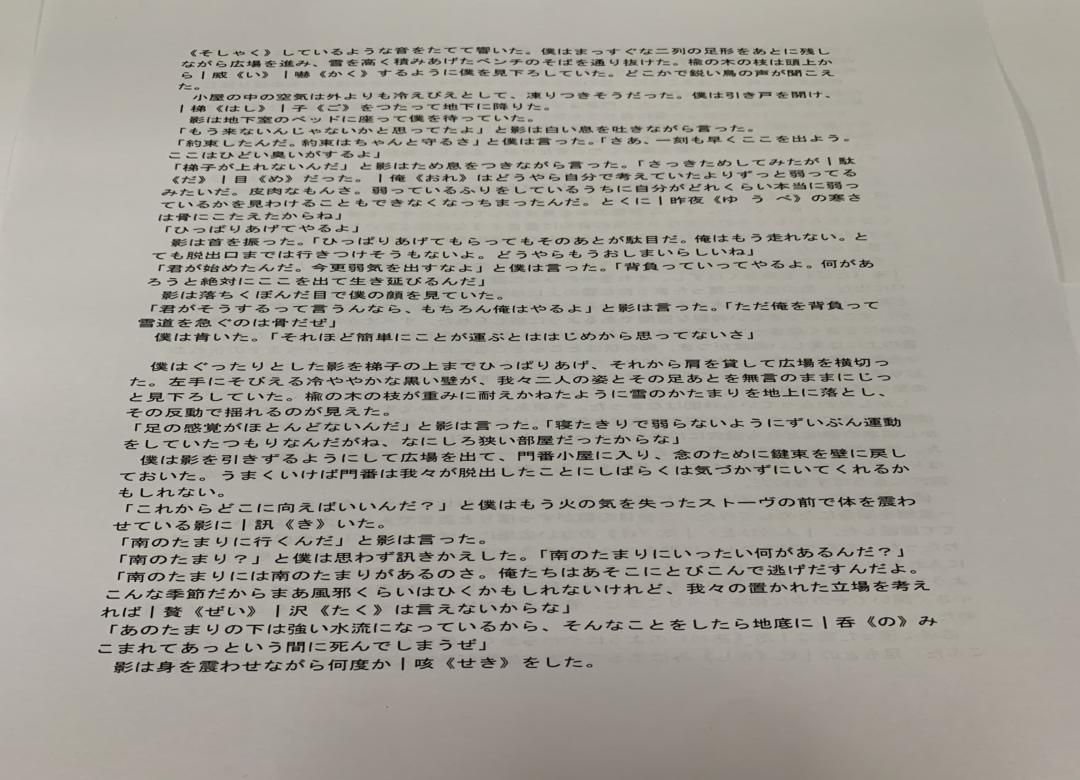 《そしゃく》しているような音をたてて響いた。僕はまっすぐな二列の足形をあとに残し
ながら広場を進み、雪を高く積みあげたベンチのそばを通り抜けた。楡の木の枝は頭上か
ら|威《い》|嚇《かく》するように僕を見下ろしていた。どこかで鋭い鳥の声が聞こえ
た。
小屋の中の空気は外よりも冷えびえとして、凍りつきそうだった。僕は引き戸を開け、
|梯《はし》|子《ご》をつたって地下に降りた。
影は地下室のベッドに座って僕を待っていた。
「もう来ないんじゃないかと思ってたよ」と影は白い息を吐きながら言った。
「約束したんだ。約束はちゃんと守るさ」と僕は言った。「さあ、一刻も早くここを出よう。
ここはひどい臭いがするよ」
「梯子が上れないんだ」と影はため息をつきながら言った。「さっきためしてみたが|駄
《だ》|目《め》だった。|俺《おれ》はどうやら自分で考えていたよりずっと弱ってる
みたいだ。皮肉なもんさ。弱っているふりをしているうちに自分がどれくらい本当に弱っ
ているかを見わけることもできなくなっちまったんだ。とくに|昨夜《ゆ う べ》の寒さ
は骨にこたえたからね」
「ひっぱりあげてやるよ」
影は首を振った。「ひっぱりあげてもらってもそのあとが駄目だ。俺はもう走れない。と
ても脱出口までは行きつけそうもないよ。どうやらもうおしまいらしいね」
「君が始めたんだ。今更弱気を出すなよ」と僕は言った。「背負っていってやるよ。何があ
ろうと絶対にここを出て生き延びるんだ」
影は落ちくぼんだ目で僕の顔を見ていた。
「君がそうするって言うんなら、もちろん俺はやるよ」と影は言った。「ただ俺を背負って
雪道を急ぐのは骨だぜ」
僕は肯いた。「それほど簡単にことが運ぶとははじめから思ってないさ」
僕はぐったりとした影を梯子の上までひっぱりあげ、それから肩を貸して広場を横切っ
た。左手にそびえる冷ややかな黒い壁が、我々二人の姿とその足あとを無言のままにじっ
と見下ろしていた。楡の木の枝が重みに耐えかねたように雪のかたまりを地上に落とし、
その反動で揺れるのが見えた。
「足の感覚がほとんどないんだ」と影は言った。「寝たきりで弱らないようにずいぶん運動
をしていたつもりなんだがね、なにしろ狭い部屋だったからな」
僕は影を引きずるようにして広場を出て、門番小屋に入り、念のために鍵束を壁に戻し
ておいた。うまくいけば門番は我々が脱出したことにしばらくは気づかずにいてくれるか
もしれない。
「これからどこに向えばいいんだ？」と僕はもう火の気を失ったストーヴの前で体を震わ
せている影に|訊《き》いた。
「南のたまりに行くんだ」と影は言った。
「南のたまり？」と僕は思わず訊きかえした。「南のたまりにいったい何があるんだ？」
「南のたまりには南のたまりがあるのさ。俺たちはあそこにとびこんで逃げだすんだよ。
こんな季節だからまあ風邪くらいはひくかもしれないけれど、我々の置かれた立場を考え
れば|贅《ぜい》|沢《たく》は言えないからな」
「あのたまりの下は強い水流になっているから、そんなことをしたら地底に|呑《の》み
こまれてあっという間に死んでしまうぜ」
影は身を震わせながら何度か|咳《せき》をした。